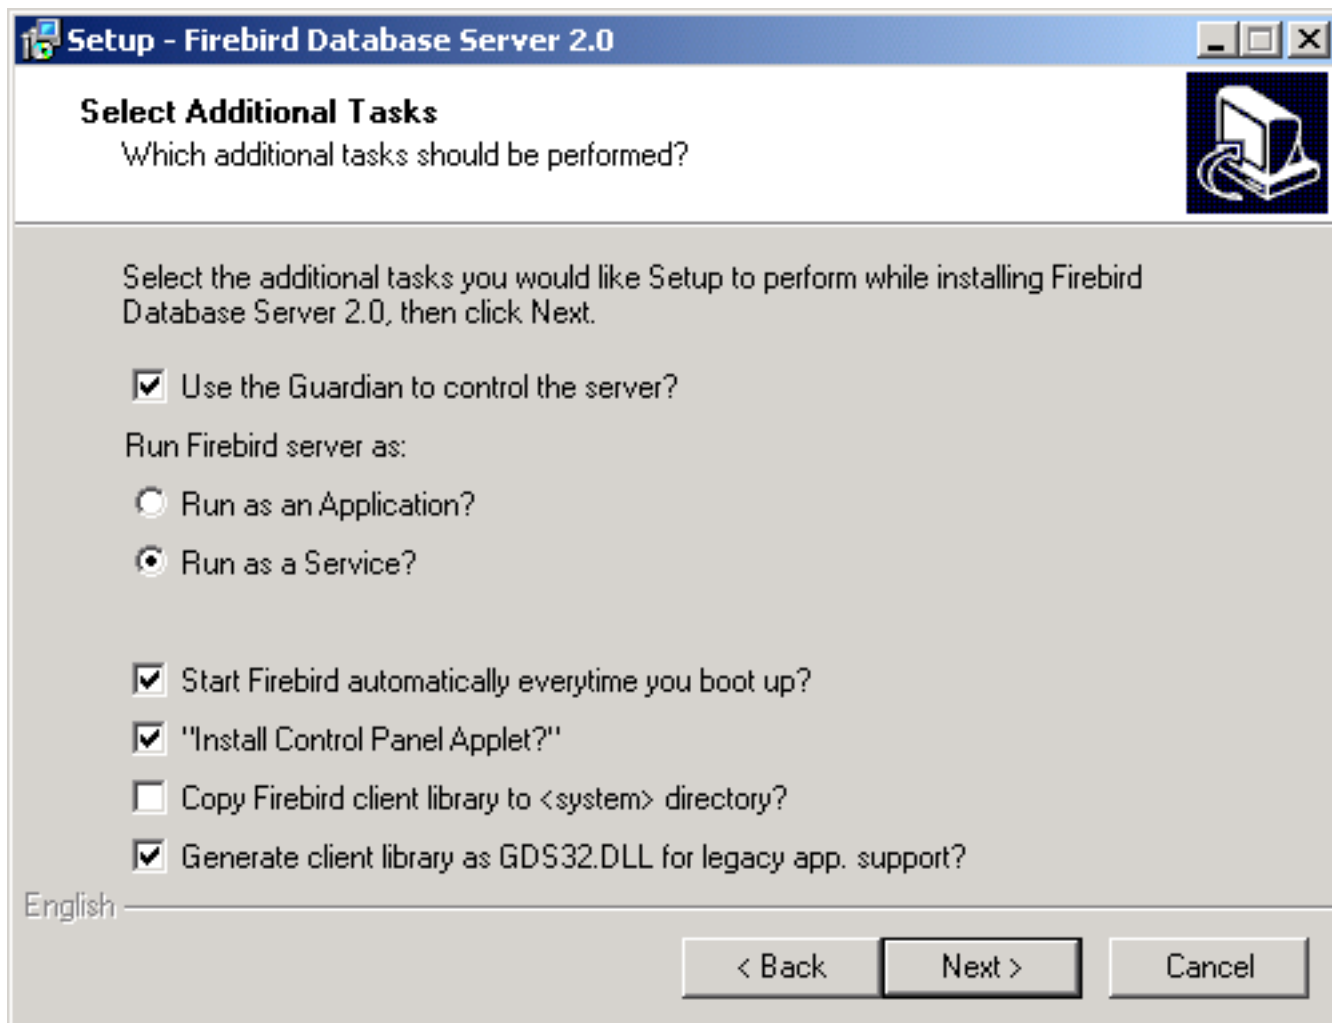 Setup - Firebird Database Server 2.0
Select Additional Tasks
Which additional tasks should be performed?
Select the additional tasks you would like Setup to perform while installing Firebird
Database Server 2.0, then click Next.
Use the Guardian to control the server?
Run Firebird server as:
Run as an Application?
Run as a Service?
Start Firebird automatically everytime you boot up?
"Install Control Panel Applet?"
Copy Firebird client library to <system> directory?
Generate client library as GDS32.DLL for legacy app. support?
English
< Back Next > Cancel